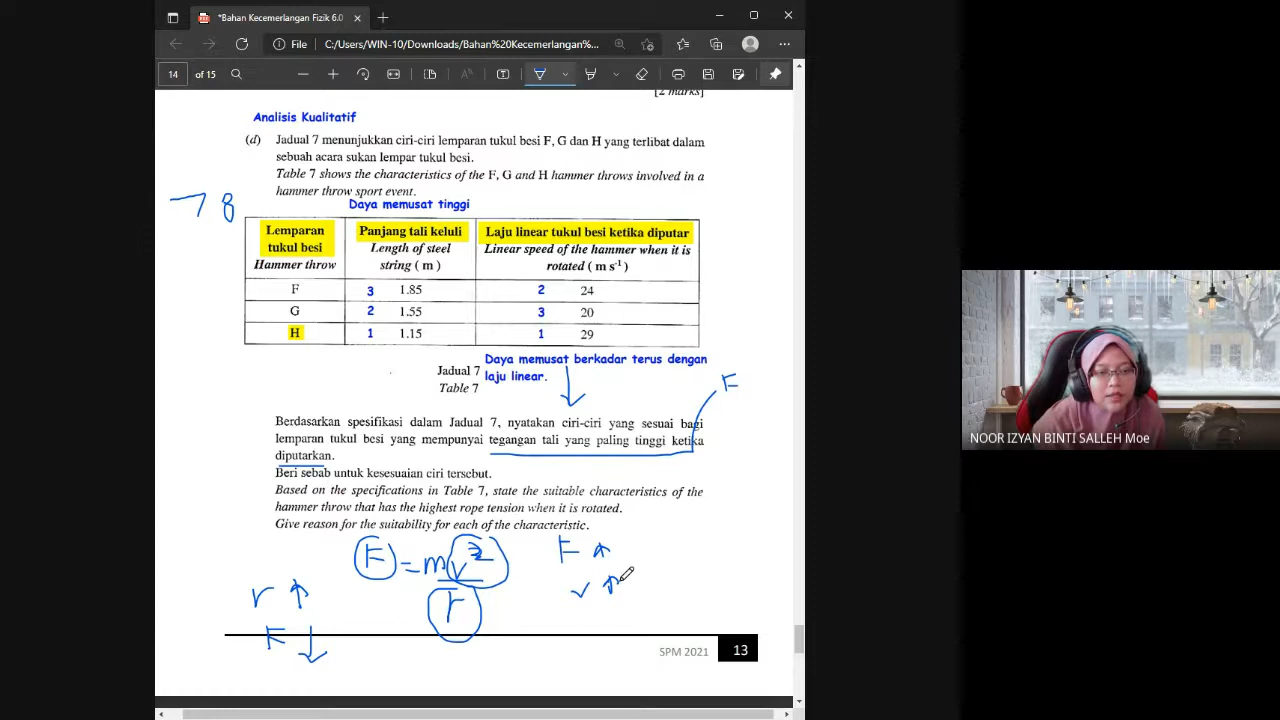 *Bahan Kecemerlangan Fizik 6.0
File C:/Users/WIN-10/Downloads/Bahan%20Kecemerlangan%...
14 of 15
[2 marks]
Analisis Kualitatif
(d) Jadual 7 menunjukkan ciri-ciri lemparan tukul besi F, G dan H yang terlibat dalam
sebuah acara sukan lempar tukul besi.
Table 7 shows the characteristics of the F, G and H hammer throws involved in a
hammer throw sport event.
78
Daya memusat tinggi
Lemparan tukul besi Hammer throw
Panjang tali keluli Length of steel string ( m )
Laju linear tukul besi ketika diputar Linear speed of the hammer when it is rotated ( m s-1 )
F 3 1.85 2 24
G 2 1.55 3 20
H 1 1.15 1 29
Daya memusat berkadar terus dengan
laju linear.
Jadual 7
Table 7
F
Berdasarkan spesifikasi dalam Jadual 7, nyatakan ciri-ciri yang sesuai bagi
lemparan tukul besi yang mempunyai tegangan tali yang paling tinggi ketika
diputarkan.
Beri sebab untuk kesesuaian ciri tersebut.
Based on the specifications in Table 7, state the suitable characteristics of the
hammer throw that has the highest rope tension when it is rotated.
Give reason for the suitability for each of the characteristic.
F = mv²/r
F ↑
v ↑
r ↑
F ↓
SPM 2021 13
NOOR IZYAN BINTI SALLEH Moe